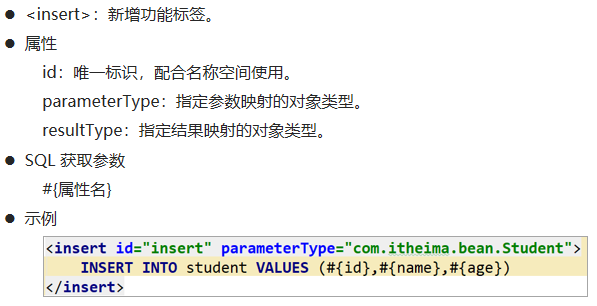 ● <insert>：新增功能标签。
● 属性
id：唯一标识，配合名称空间使用。
parameterType：指定参数映射的对象类型。
resultType：指定结果映射的对象类型。
● SQL 获取参数
#{属性名}
● 示例
<insert id="insert" parameterType="com.itheima.bean.Student">
INSERT INTO student VALUES (#{id},#{name},#{age})
</insert>